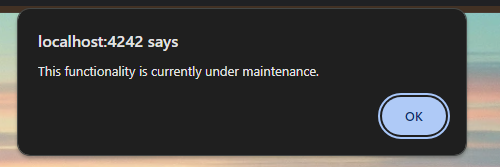 localhost:4242 says
This functionality is currently under maintenance.
OK